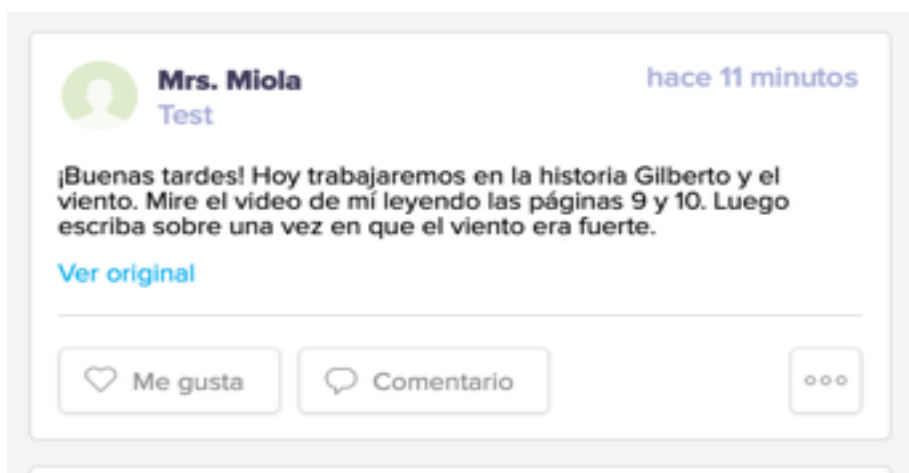 Mrs. Miola
hace 11 minutos
Test
¡Buenas tardes! Hoy trabajaremos en la historia Gilberto y el
viento. Mire el video de mí leyendo las páginas 9 y 10. Luego
escriba sobre una vez en que el viento era fuerte.
Ver original
Me gusta
Comentario